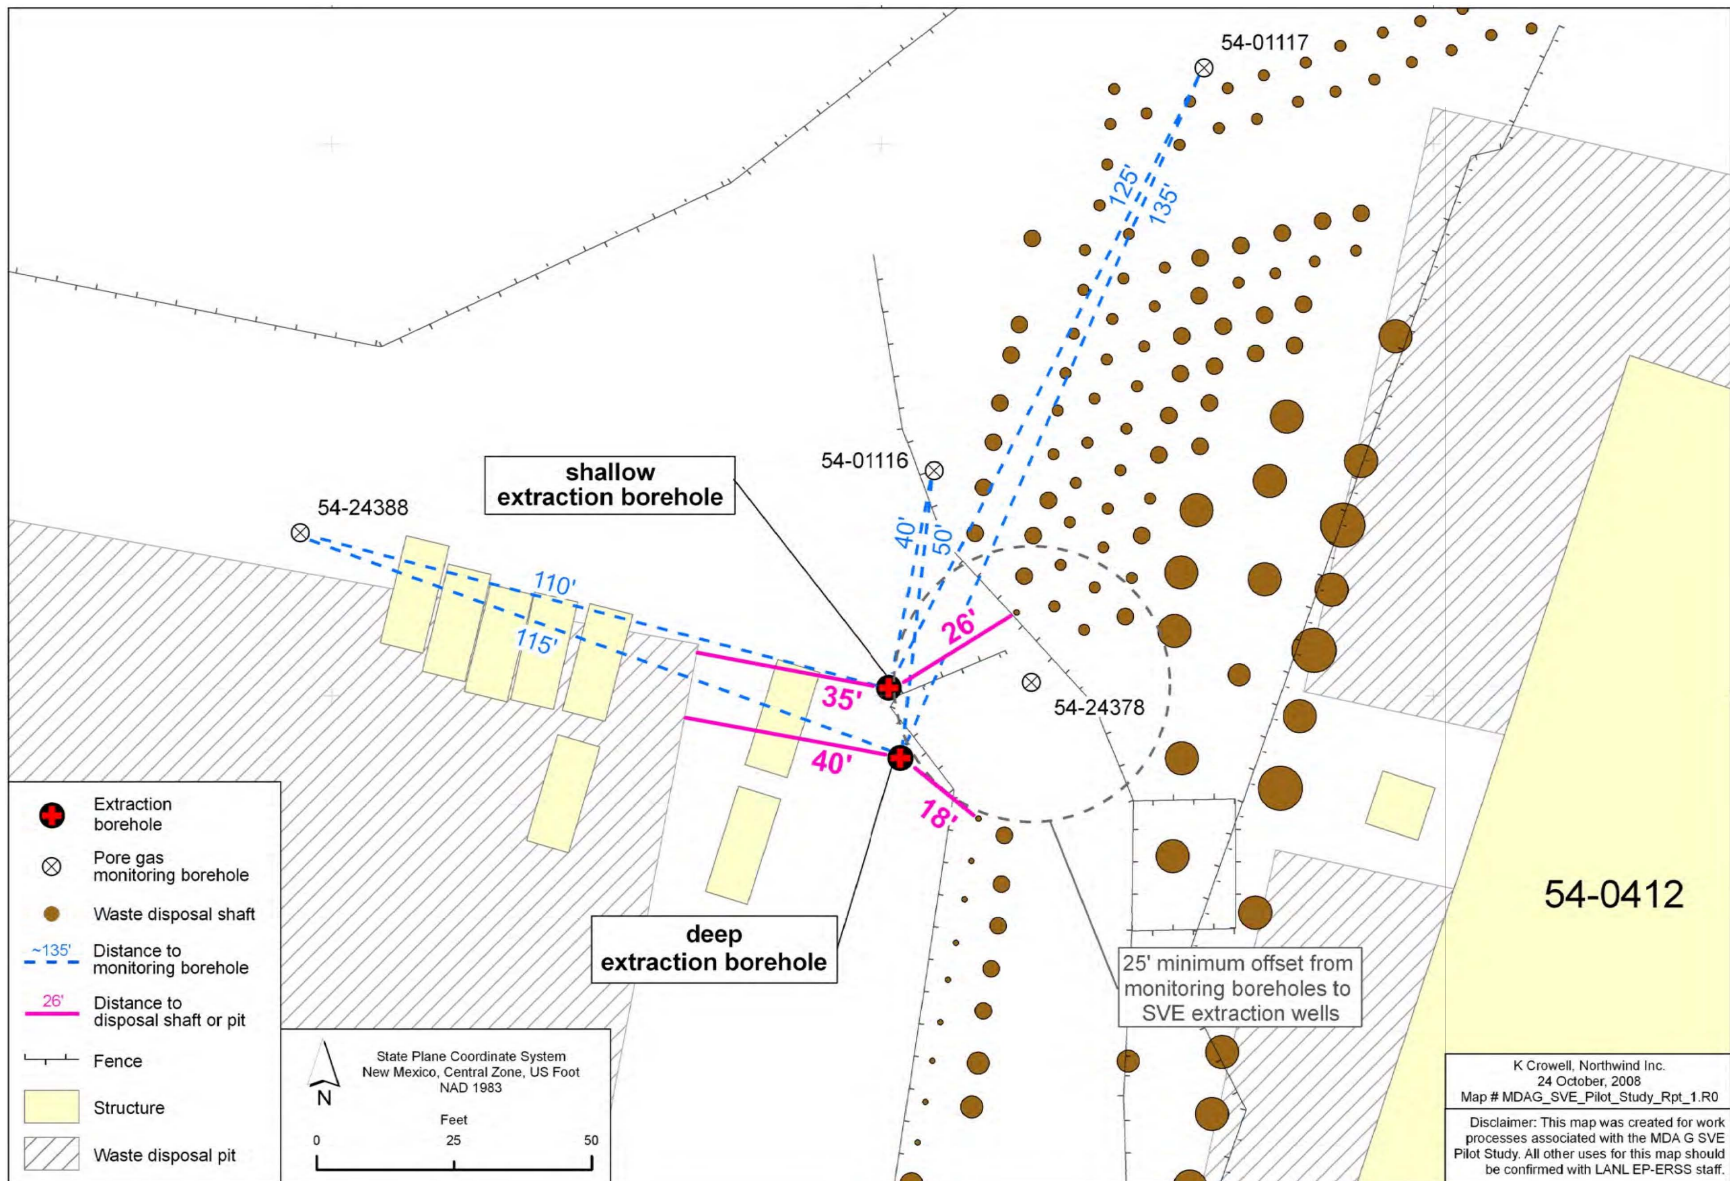 54-01117
125'
135'
54-01116
shallow
extraction borehole
54-24388
40'
50'
110'
115'
26'
35'
54-24378
40'
18'
deep
extraction borehole
54-0412
25' minimum offset from
monitoring boreholes to
SVE extraction wells
Extraction
borehole
Pore gas
monitoring borehole
Waste disposal shaft
~135'
Distance to
monitoring borehole
26'
Distance to
disposal shaft or pit
Fence
Structure
Waste disposal pit
N
State Plane Coordinate System
New Mexico, Central Zone, US Foot
NAD 1983
Feet
0 25 50
K Crowell, Northwind Inc.
24 October, 2008
Map # MDAG_SVE_Pilot_Study_Rpt_1.R0
Disclaimer: This map was created for work
processes associated with the MDA G SVE
Pilot Study. All other uses for this map should
be confirmed with LANL EP-ERSS staff.